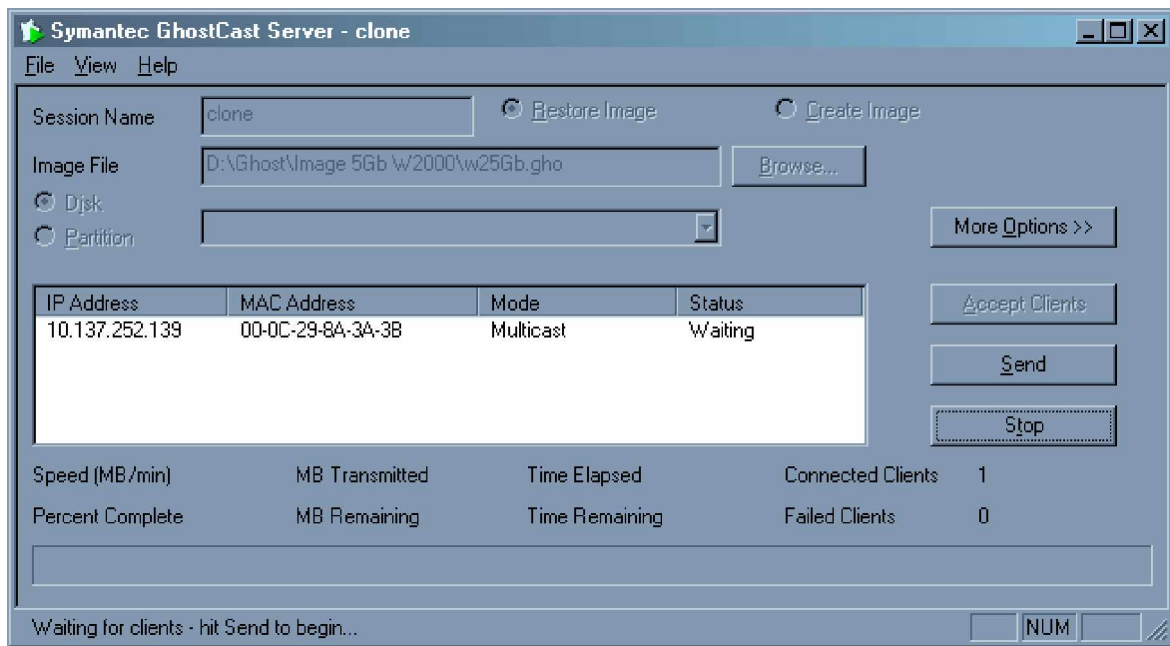 Symantec GhostCast Server - clone
File View Help
Session Name clone Restore Image Create Image
Image File D:\Ghost\Image 5Gb W2000\w25Gb.gho Browse...
Disk
Partition
More Options >>
IP Address MAC Address Mode Status
10.137.252.139 00-0C-29-8A-3A-3B Multicast Waiting
Accept Clients
Send
Stop
Speed (MB/min) MB Transmitted Time Elapsed Connected Clients 1
Percent Complete MB Remaining Time Remaining Failed Clients 0
Waiting for clients - hit Send to begin... NUM